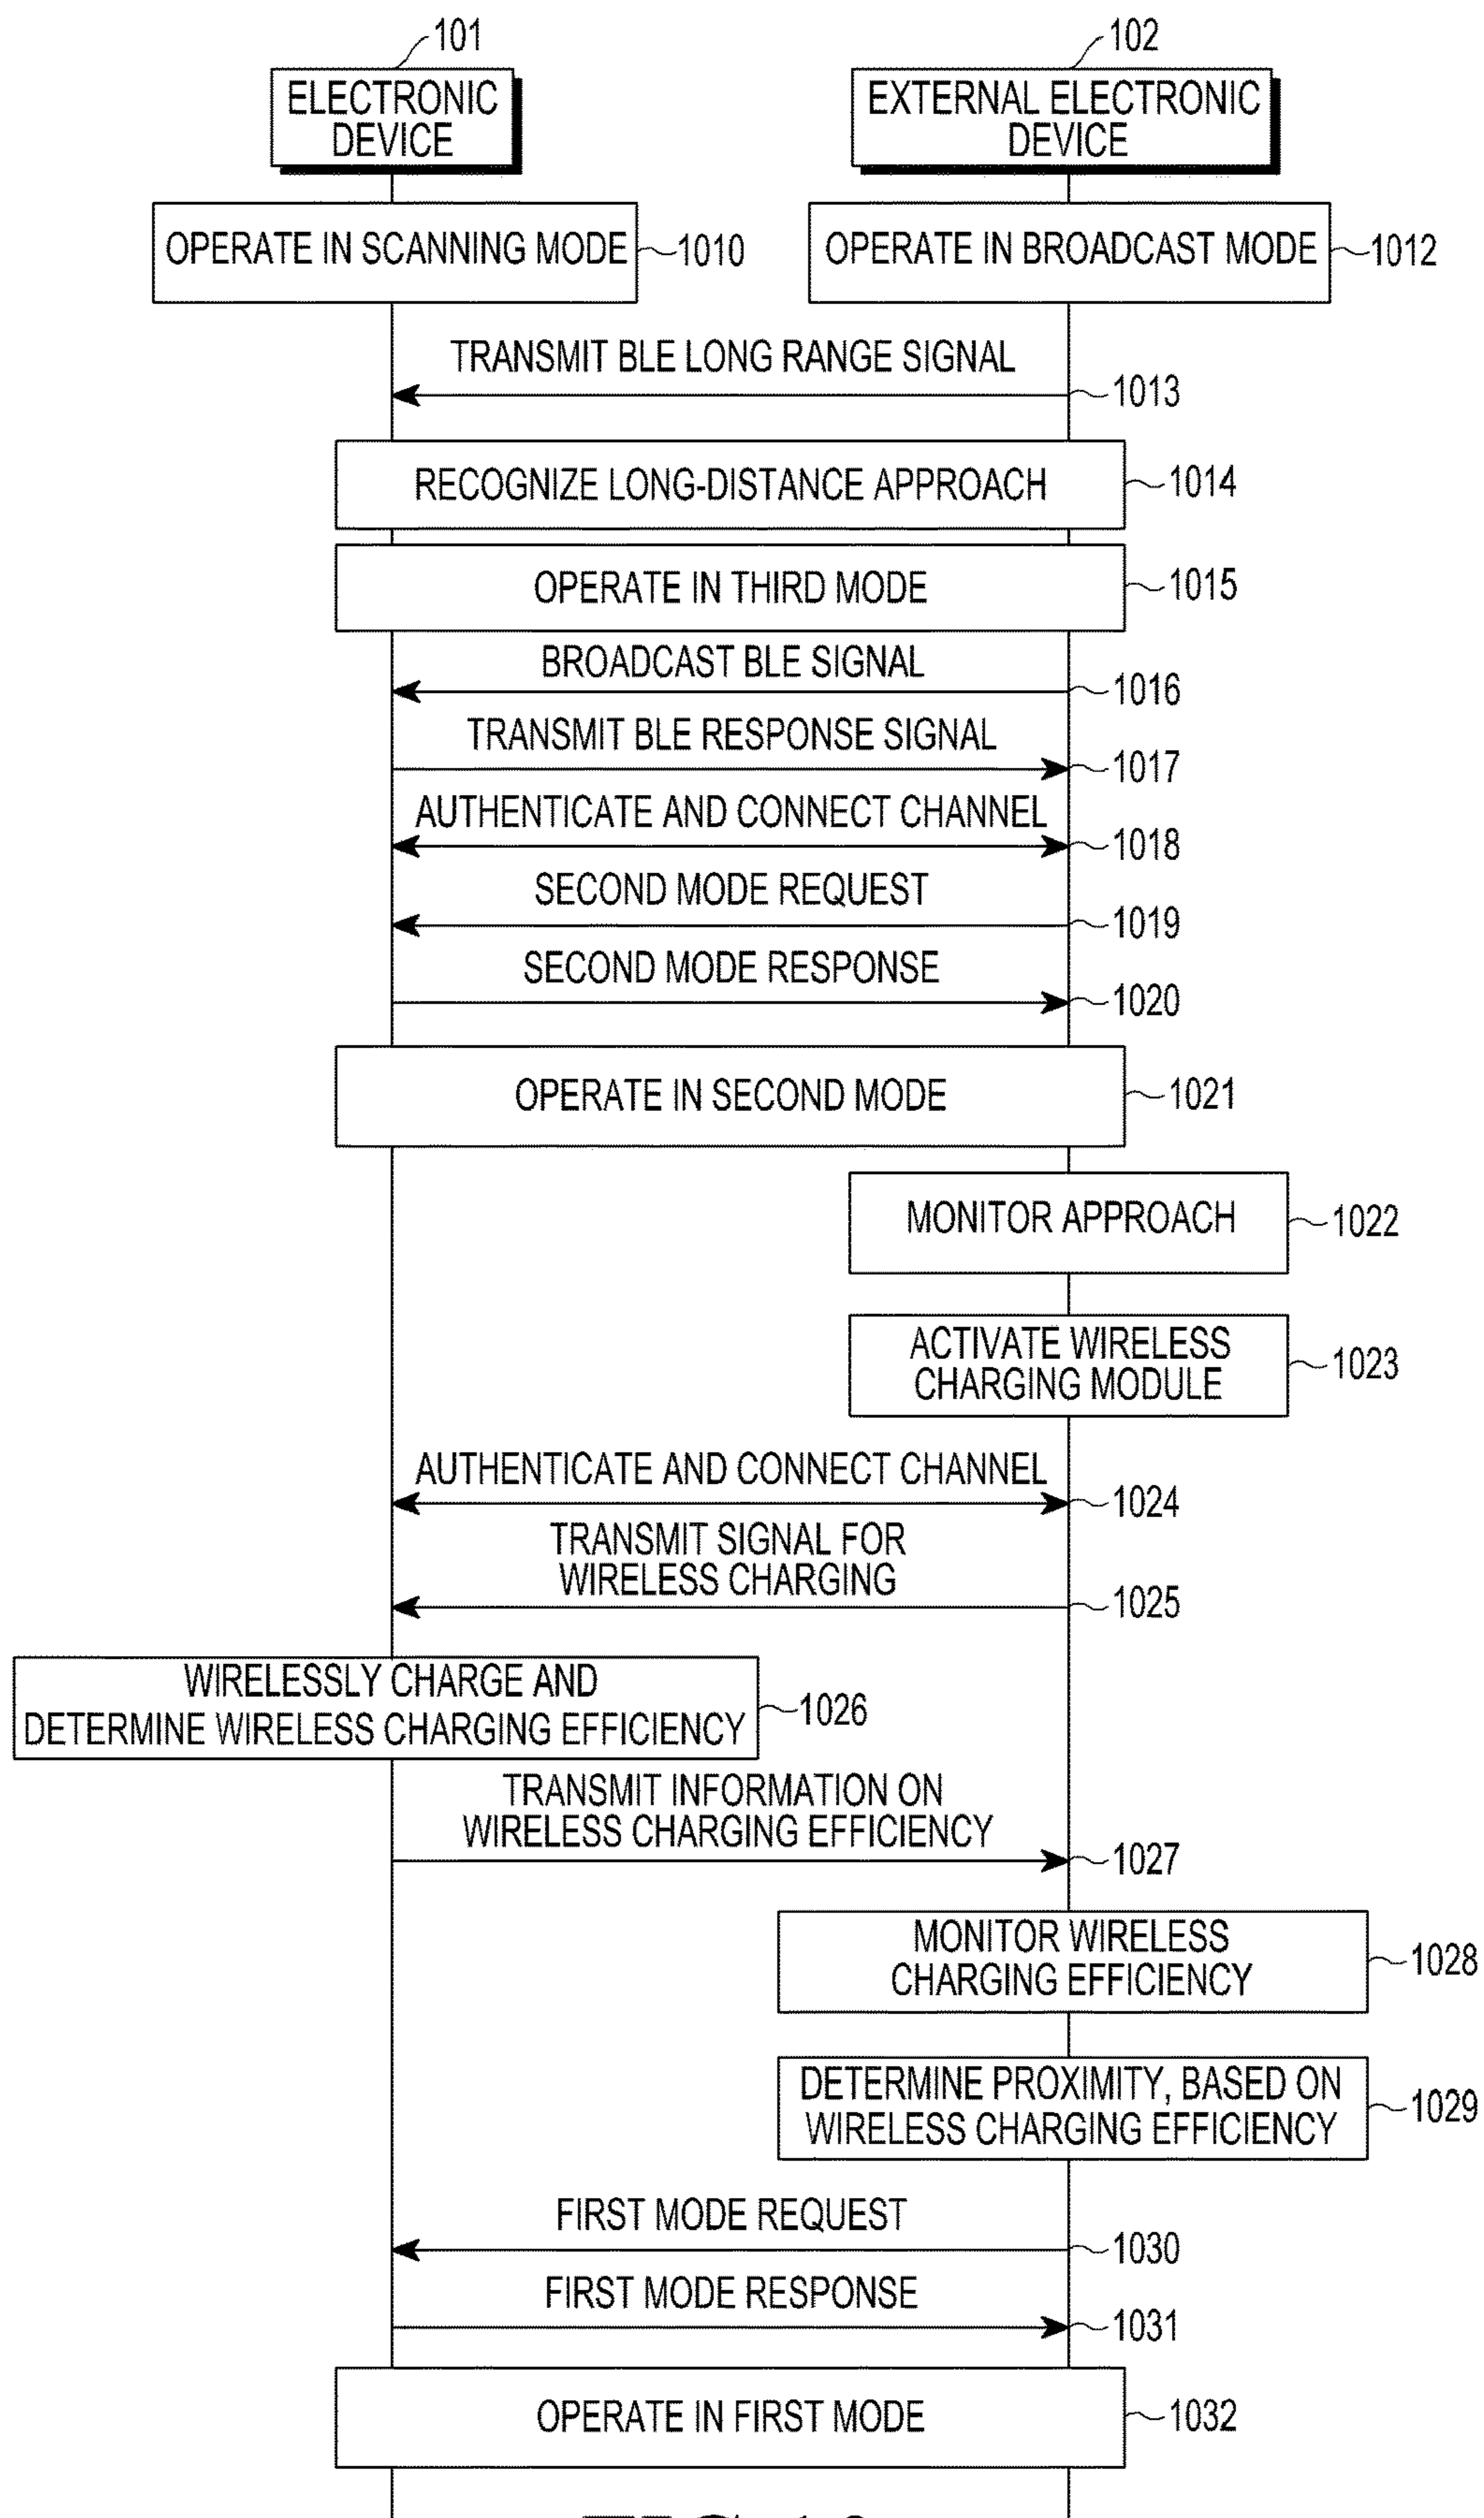 101
102
ELECTRONIC
DEVICE
EXTERNAL ELECTRONIC
DEVICE
OPERATE IN SCANNING MODE
1010
OPERATE IN BROADCAST MODE
1012
TRANSMIT BLE LONG RANGE SIGNAL
1013
RECOGNIZE LONG-DISTANCE APPROACH
1014
OPERATE IN THIRD MODE
1015
BROADCAST BLE SIGNAL
1016
TRANSMIT BLE RESPONSE SIGNAL
1017
AUTHENTICATE AND CONNECT CHANNEL
1018
SECOND MODE REQUEST
1019
SECOND MODE RESPONSE
1020
OPERATE IN SECOND MODE
1021
MONITOR APPROACH
1022
ACTIVATE WIRELESS
CHARGING MODULE
1023
AUTHENTICATE AND CONNECT CHANNEL
1024
TRANSMIT SIGNAL FOR
WIRELESS CHARGING
1025
WIRELESSLY CHARGE AND
DETERMINE WIRELESS CHARGING EFFICIENCY
1026
TRANSMIT INFORMATION ON
WIRELESS CHARGING EFFICIENCY
1027
MONITOR WIRELESS
CHARGING EFFICIENCY
1028
DETERMINE PROXIMITY, BASED ON
WIRELESS CHARGING EFFICIENCY
1029
FIRST MODE REQUEST
1030
FIRST MODE RESPONSE
1031
OPERATE IN FIRST MODE
1032